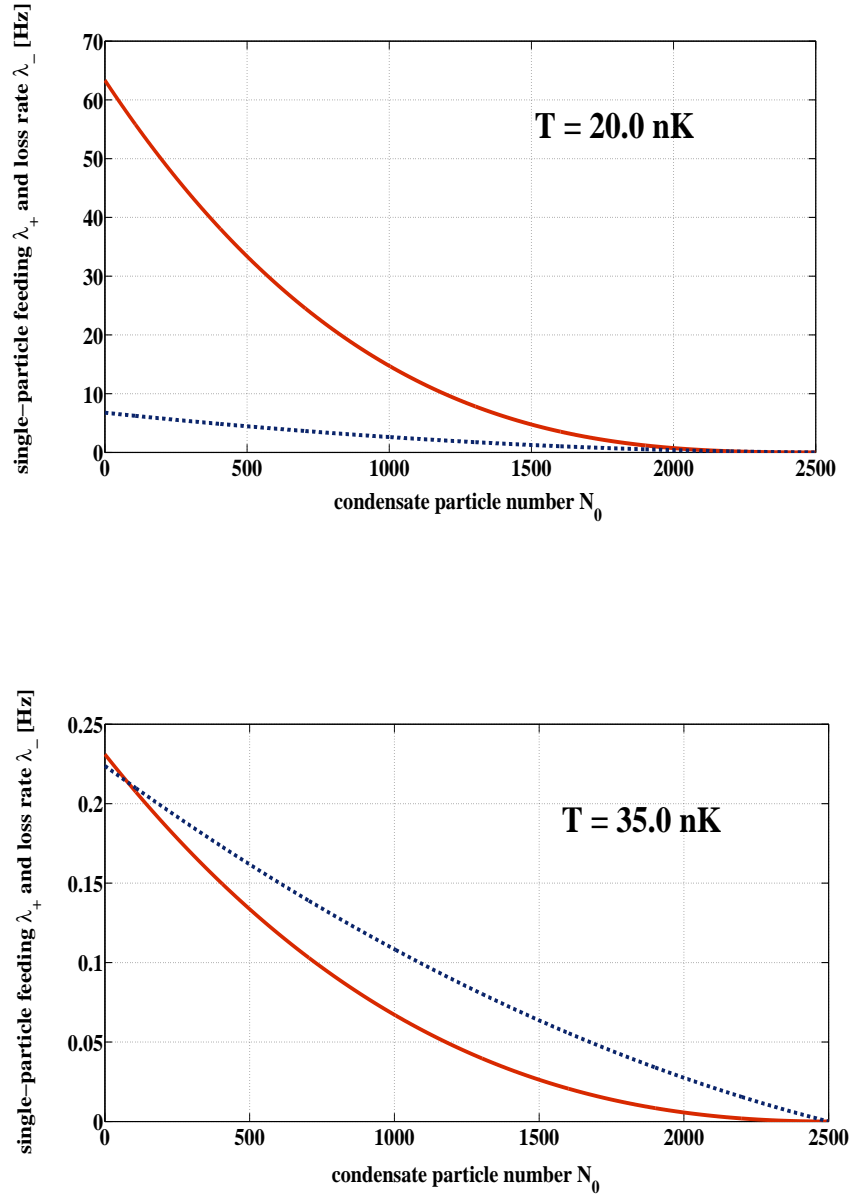 single−particle feeding λ+ and loss rate λ− [Hz]
70
60
50
40
30
20
10
0
T = 20.0 nK
0 500 1000 1500 2000 2500
condensate particle number N0
single−particle feeding λ+ and loss rate λ− [Hz]
0.25
0.2
0.15
0.1
0.05
0
T = 35.0 nK
0 500 1000 1500 2000 2500
condensate particle number N0